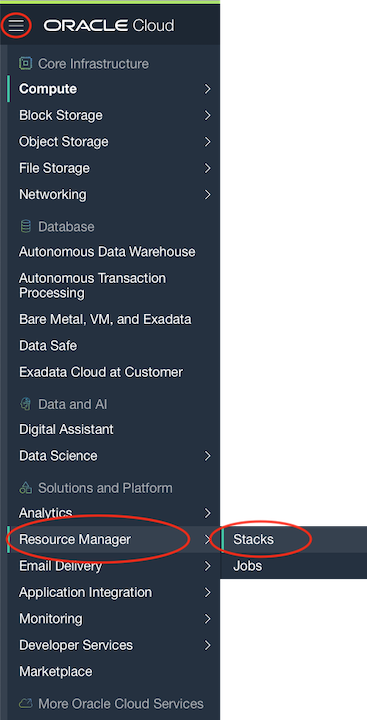 ORACLE Cloud
Core Infrastructure
Compute
Block Storage
Object Storage
File Storage
Networking
Database
Autonomous Data Warehouse
Autonomous Transaction
Processing
Bare Metal, VM, and Exadata
Data Safe
Exadata Cloud at Customer
Data and AI
Digital Assistant
Data Science
Solutions and Platform
Analytics
Resource Manager
Stacks
Email Delivery
Jobs
Application Integration
Monitoring
Developer Services
Marketplace
More Oracle Cloud Services